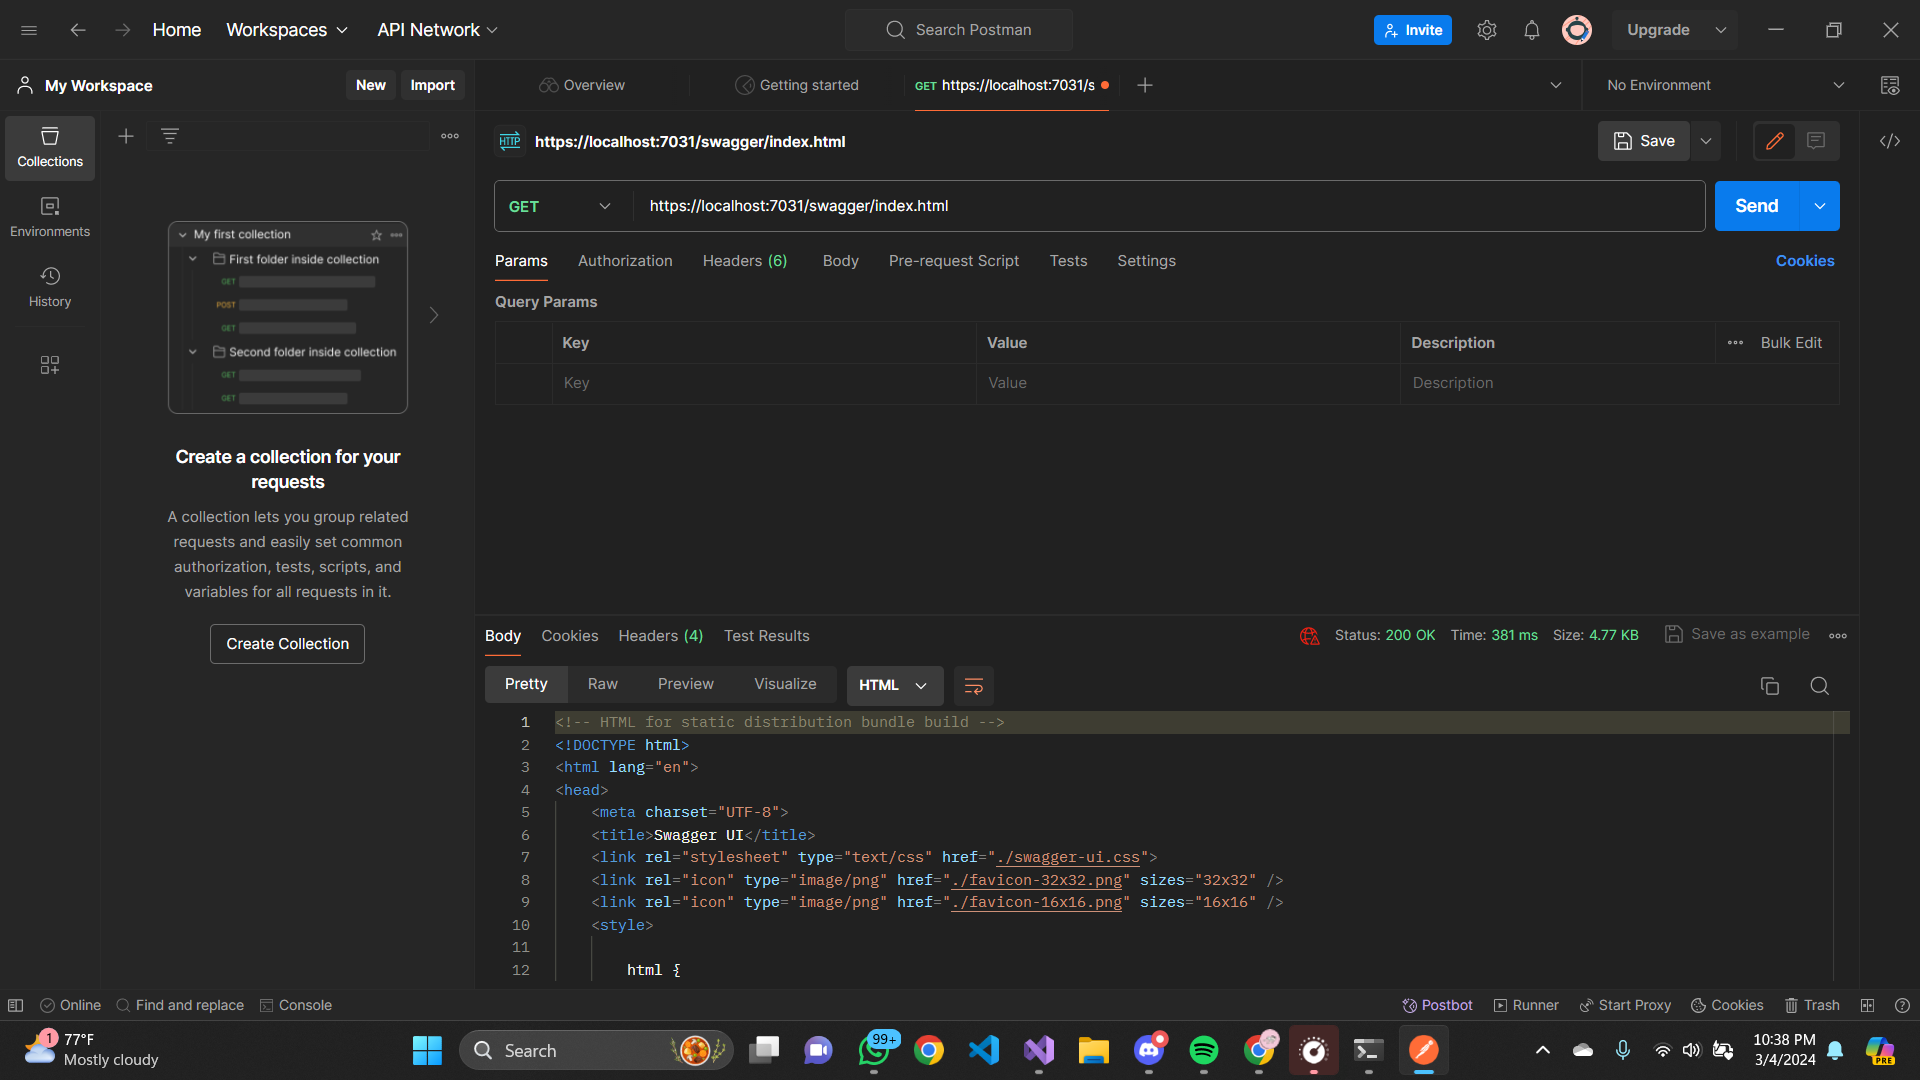 Home
Workspaces
API Network
Search Postman
Invite
Upgrade
My Workspace
New
Import
Overview
Getting started
GET https://localhost:7031/s
No Environment
Collections
Environments
History
https://localhost:7031/swagger/index.html
Save
GET
https://localhost:7031/swagger/index.html
Send
Params
Authorization
Headers (6)
Body
Pre-request Script
Tests
Settings
Cookies
Query Params
Key
Value
Description
Bulk Edit
Key
Value
Description
My first collection
First folder inside collection
GET
POST
GET
Second folder inside collection
GET
GET
Create a collection for your
requests
A collection lets you group related
requests and easily set common
authorization, tests, scripts, and
variables for all requests in it.
Create Collection
Body
Cookies
Headers (4)
Test Results
Status: 200 OK
Time: 381 ms
Size: 4.77 KB
Save as example
Pretty
Raw
Preview
Visualize
HTML
1 <!-- HTML for static distribution bundle build -->
2 <!DOCTYPE html>
3 <html lang="en">
4 <head>
5 <meta charset="UTF-8">
6 <title>Swagger UI</title>
7 <link rel="stylesheet" type="text/css" href="./swagger-ui.css">
8 <link rel="icon" type="image/png" href="./favicon-32x32.png" sizes="32x32" />
9 <link rel="icon" type="image/png" href="./favicon-16x16.png" sizes="16x16" />
10 <style>
11
12 html {
Online
Find and replace
Console
Postbot
Runner
Start Proxy
Cookies
Trash
1
77°F
Mostly cloudy
Search
99+
10:38 PM
3/4/2024
PRE